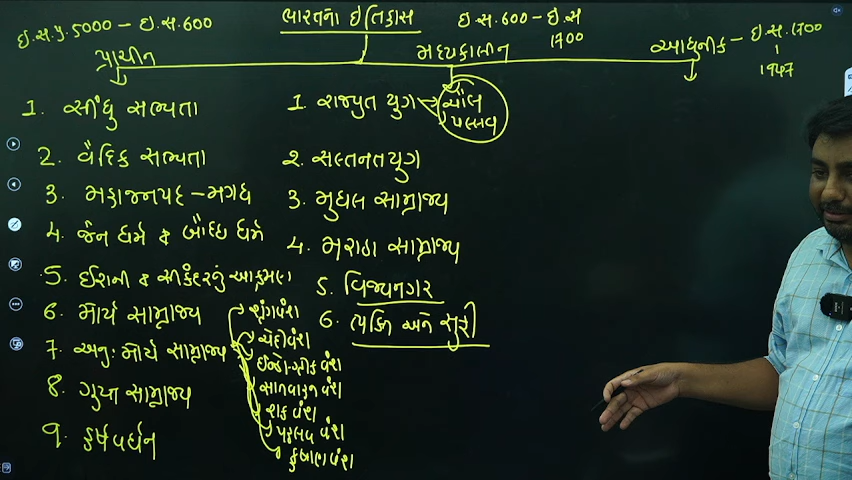 ભારતનો ઇતિહાસ
ઇ.સ.પૂ. 5000 – ઇ.સ. 600
પ્રાચીન
1. સીંધુ સભ્યતા
2. વૈદિક સભ્યતા
3. મહાજનપદ – મગધ
4. જૈન ધર્મ & બૌદ્ધ ધર્મ
5. ઈરાની & સીકંદરનું આક્રમણ
6. મૌર્ય સામ્રાજ્ય
7. અનુ: મૌર્ય સામ્રાજ્ય
શૂંગવંશ
ચેદીવંશ
ઈન્ડો-ગ્રીક વંશ
સાતવાહન વંશ
શક વંશ
પહલવ વંશ
કુષાણ વંશ
8. ગુપ્ત સામ્રાજ્ય
9. હર્ષવર્ધન
ઇ.સ. 600 – ઇ.સ
1700
મધ્યકાલીન
1. રાજપુત યુગ
ચોલ
પલ્લવ
2. સલ્તનત યુગ
3. મુઘલ સામ્રાજ્ય
4. મરાઠા સામ્રાજ્ય
5. વિજયનગર
6. ભક્તિ અને સુફી
આધુનીક – ઇ.સ. 1700
1947